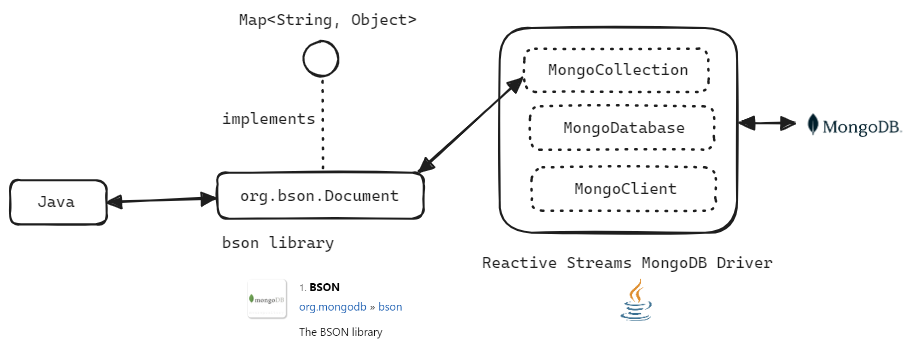 Map<String, Object>
implements
Java
org.bson.Document
bson library
MongoCollection
MongoDatabase
MongoClient
MongoDB.
Reactive Streams MongoDB Driver
mongoDB
1. BSON
org.mongodb » bson
The BSON library